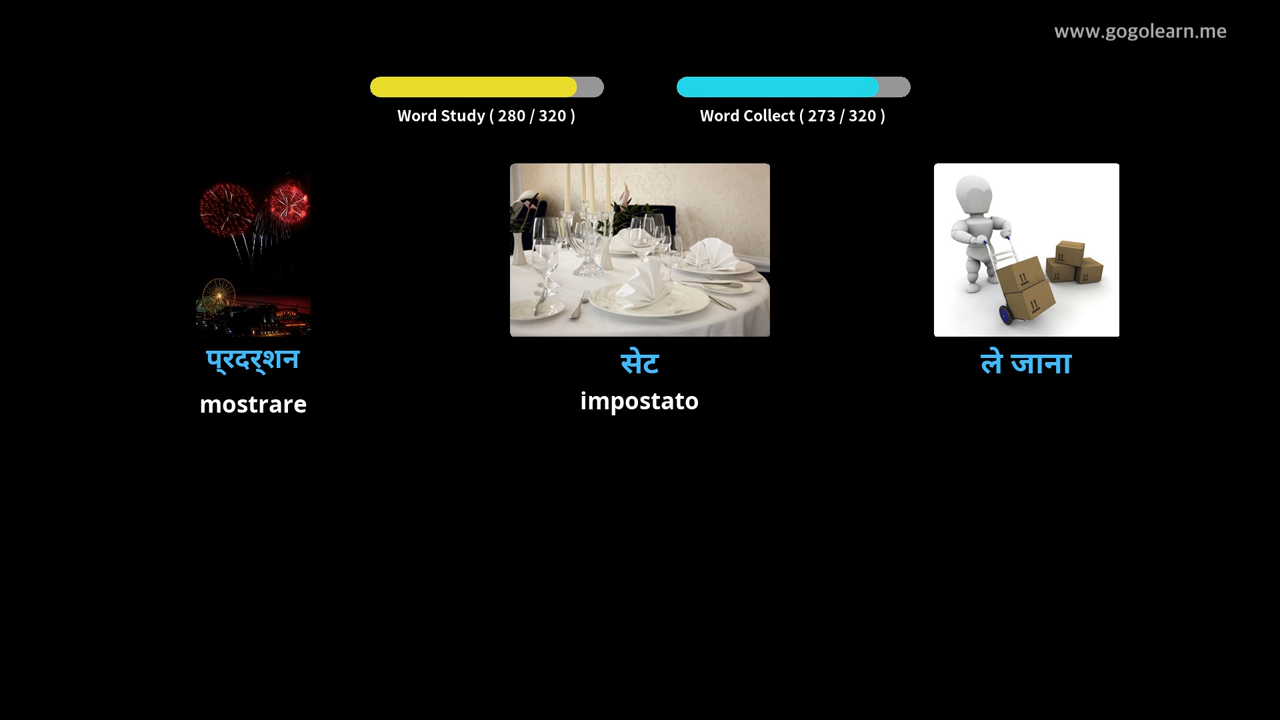 www.gogolearn.me
Word Study ( 280 / 320 )
Word Collect ( 273 / 320 )
प्रदर्शन
सेट
ले जाना
mostrare
impostato